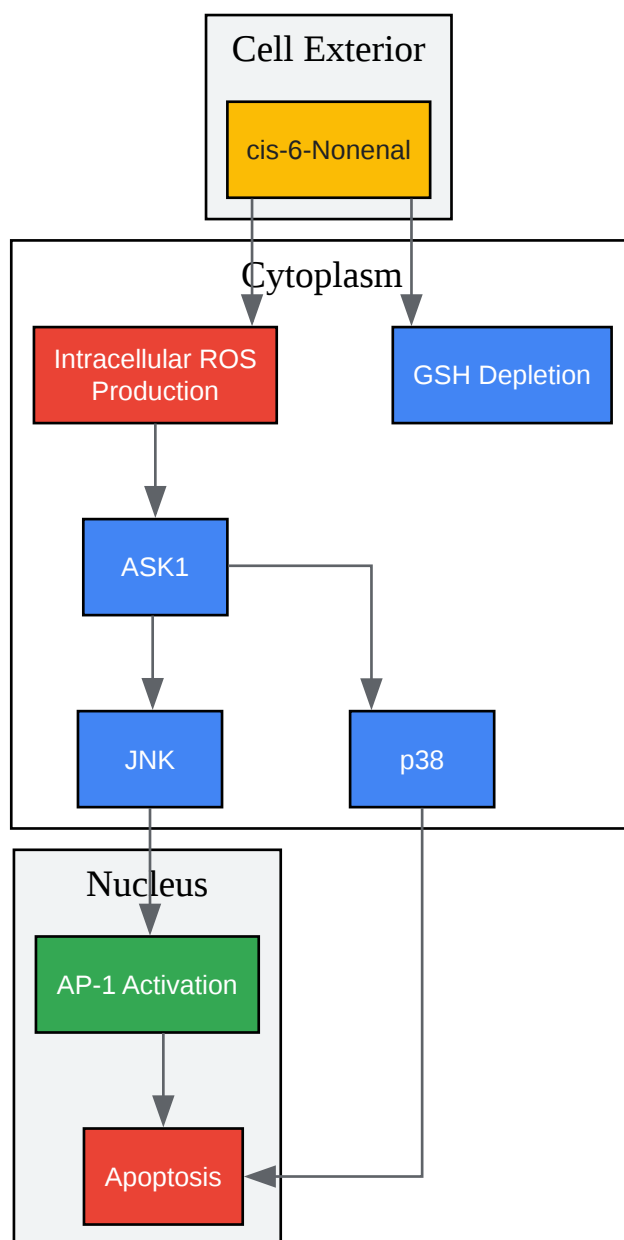 Cell Exterior
cis-6-Nonenal
Cytoplasm
Intracellular ROS
Production
GSH Depletion
ASK1
JNK
p38
Nucleus
AP-1 Activation
Apoptosis